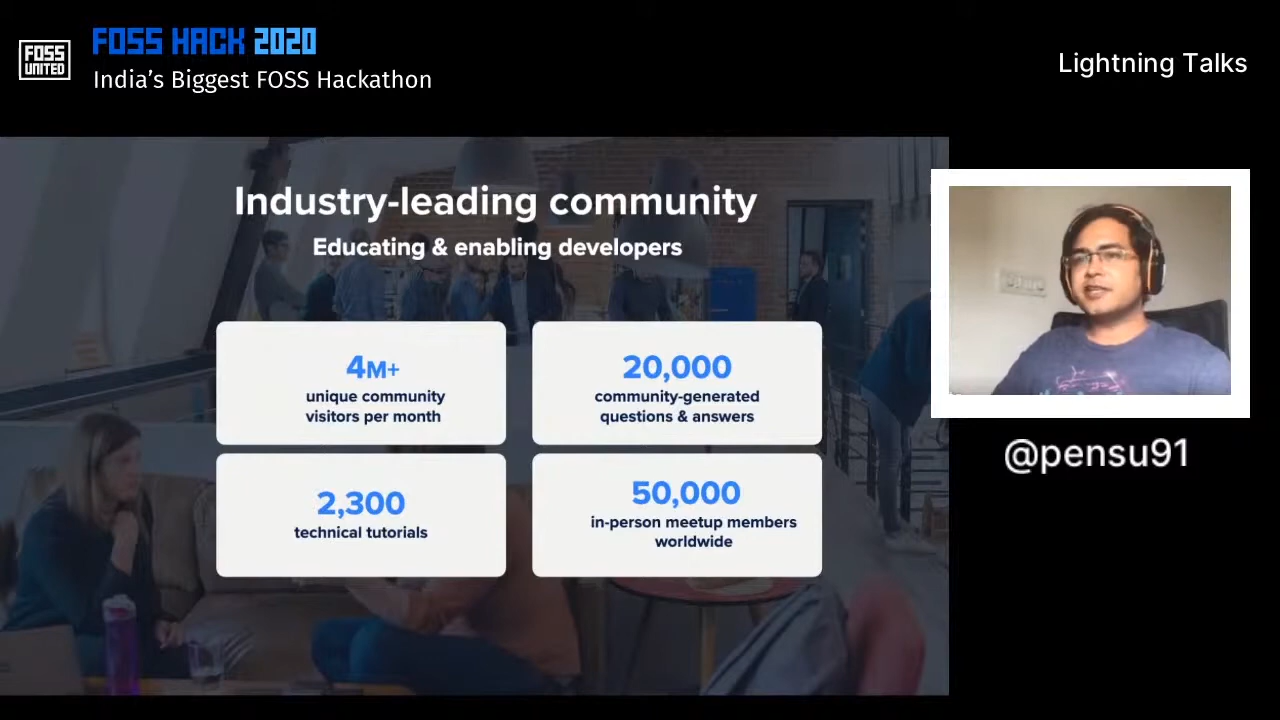 FOSS UNITED
FOSS HACK 2020
India’s Biggest FOSS Hackathon
Lightning Talks
Industry-leading community
Educating & enabling developers
4M+
unique community
visitors per month
20,000
community-generated
questions & answers
2,300
technical tutorials
50,000
in-person meetup members
worldwide
@pensu91